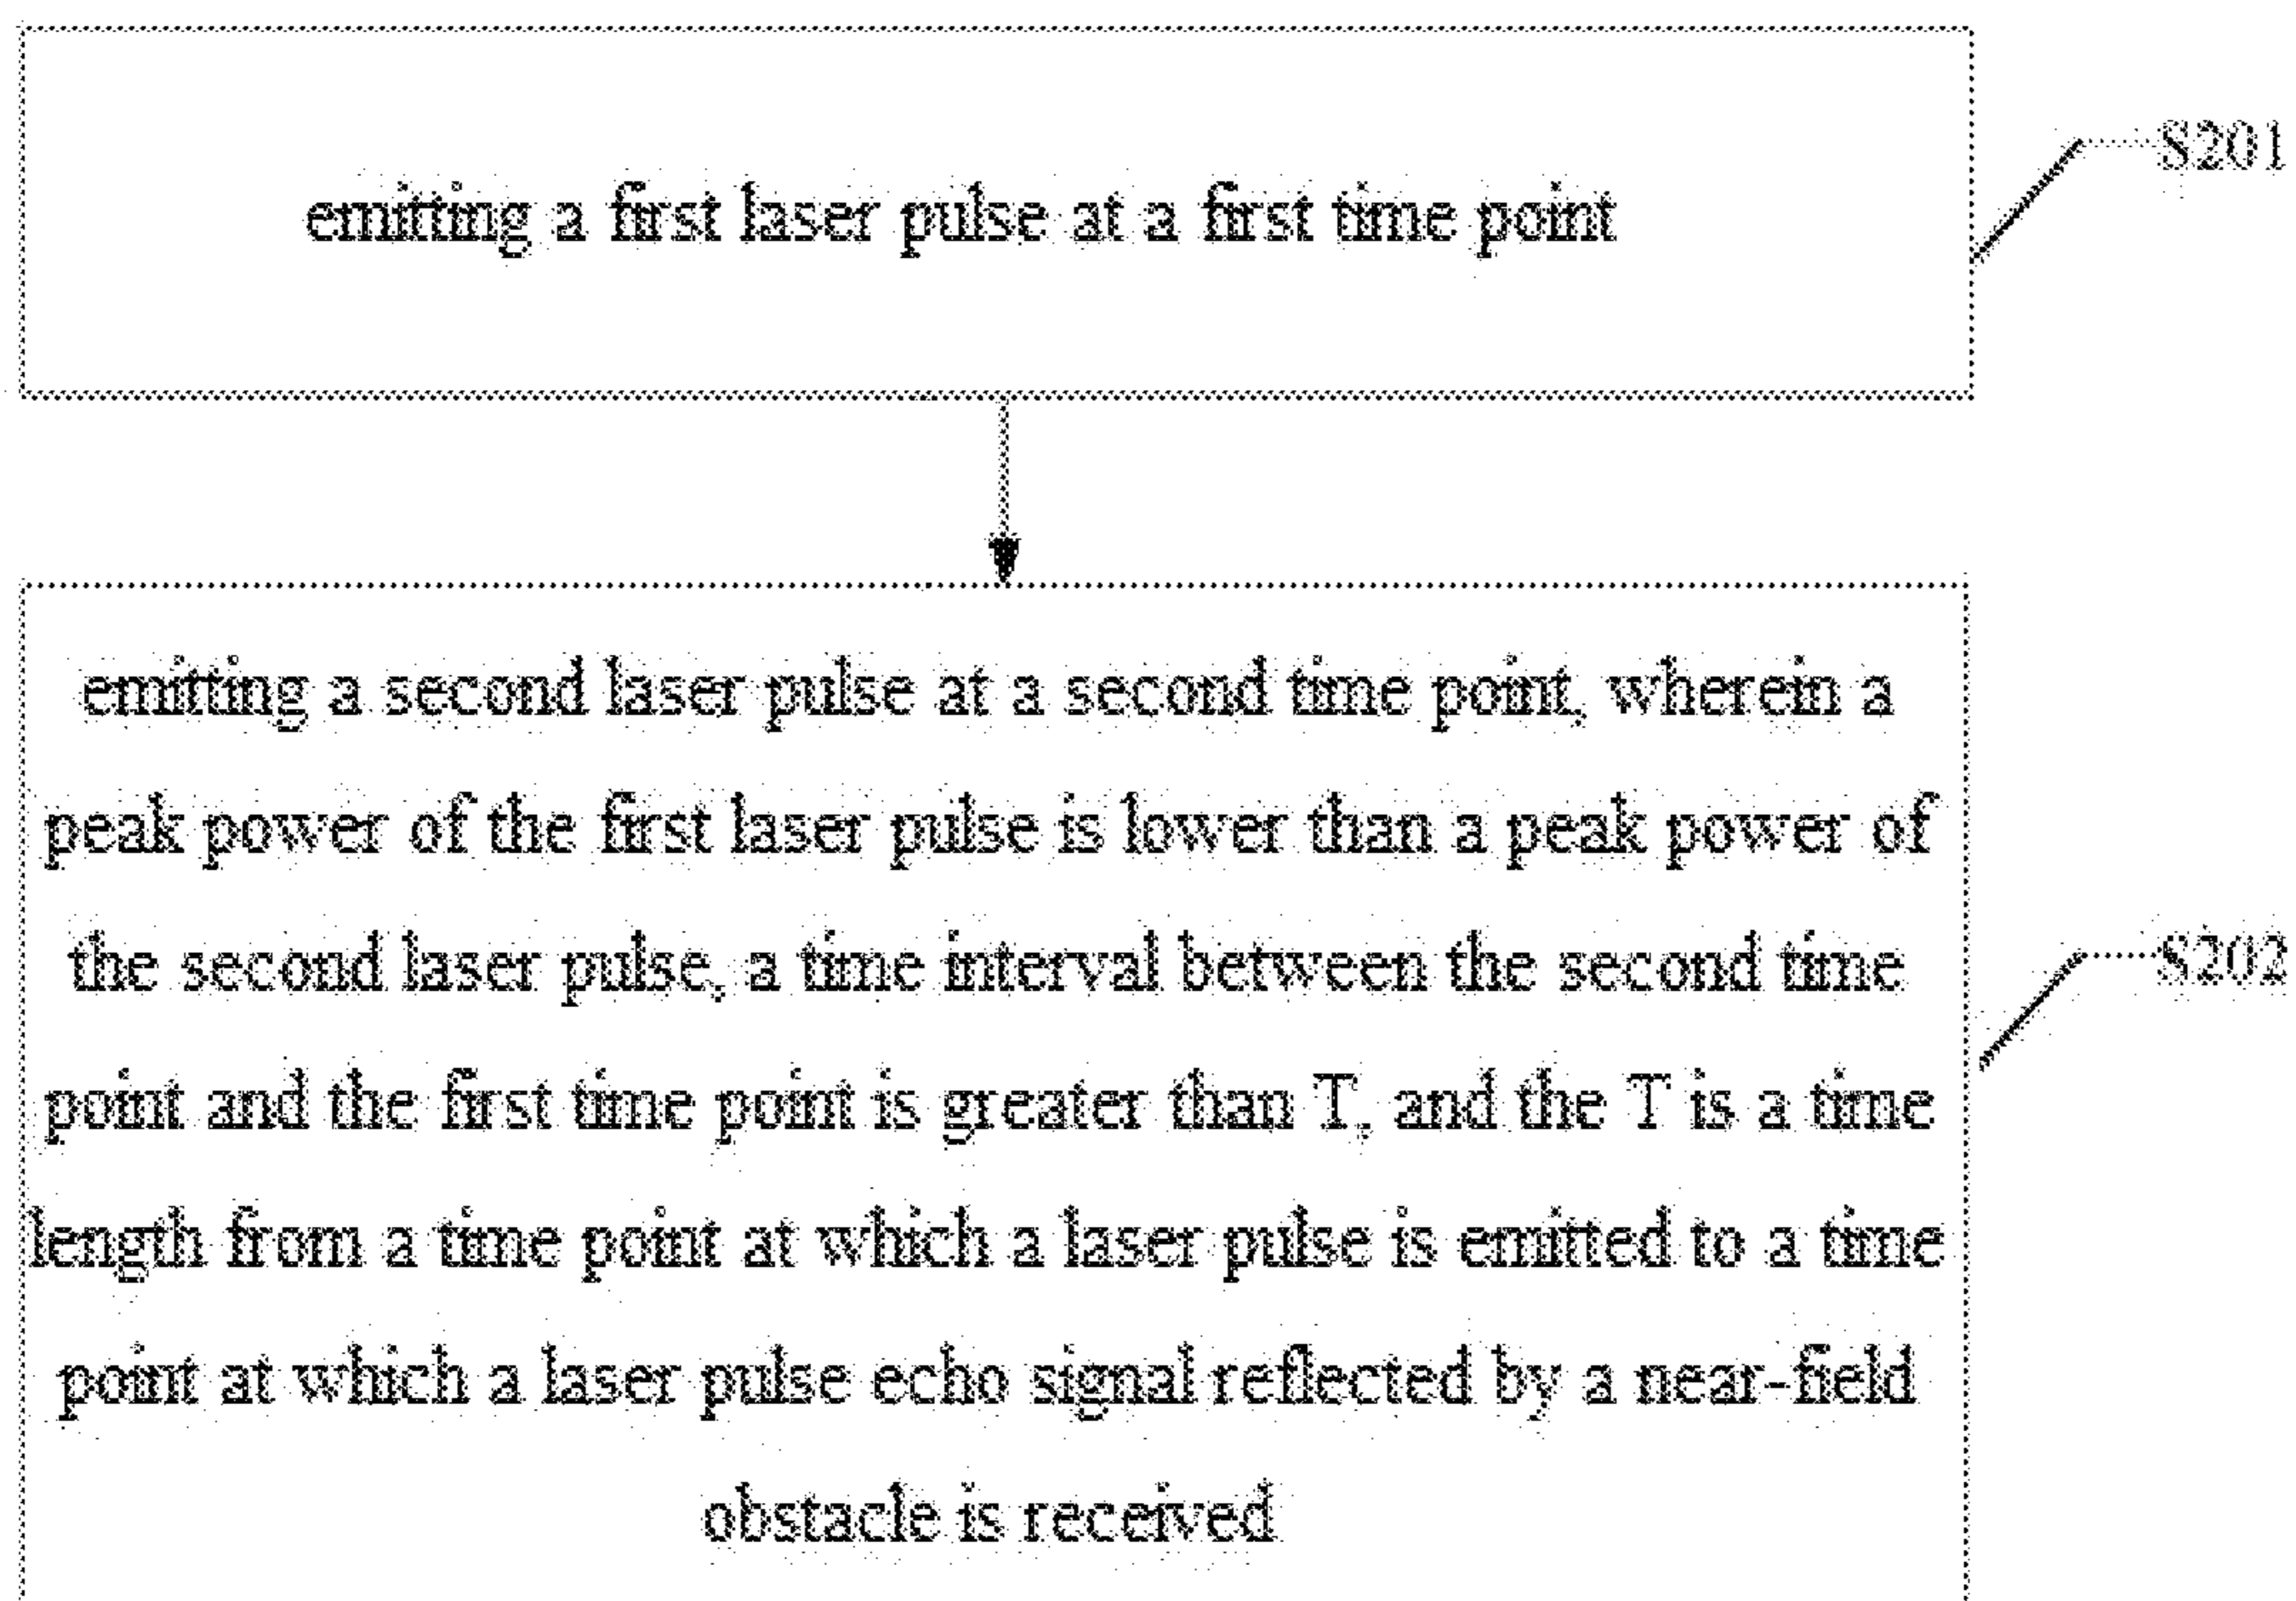 emitting a first laser pulse at a first time point
S201
emitting a second laser pulse at a second time point, wherein a
peak power of the first laser pulse is lower than a peak power of
the second laser pulse, a time interval between the second time
point and the first time point is greater than T, and the T is a time
length from a time point at which a laser pulse is emitted to a time
point at which a laser pulse echo signal reflected by a near-field
obstacle is received
S202